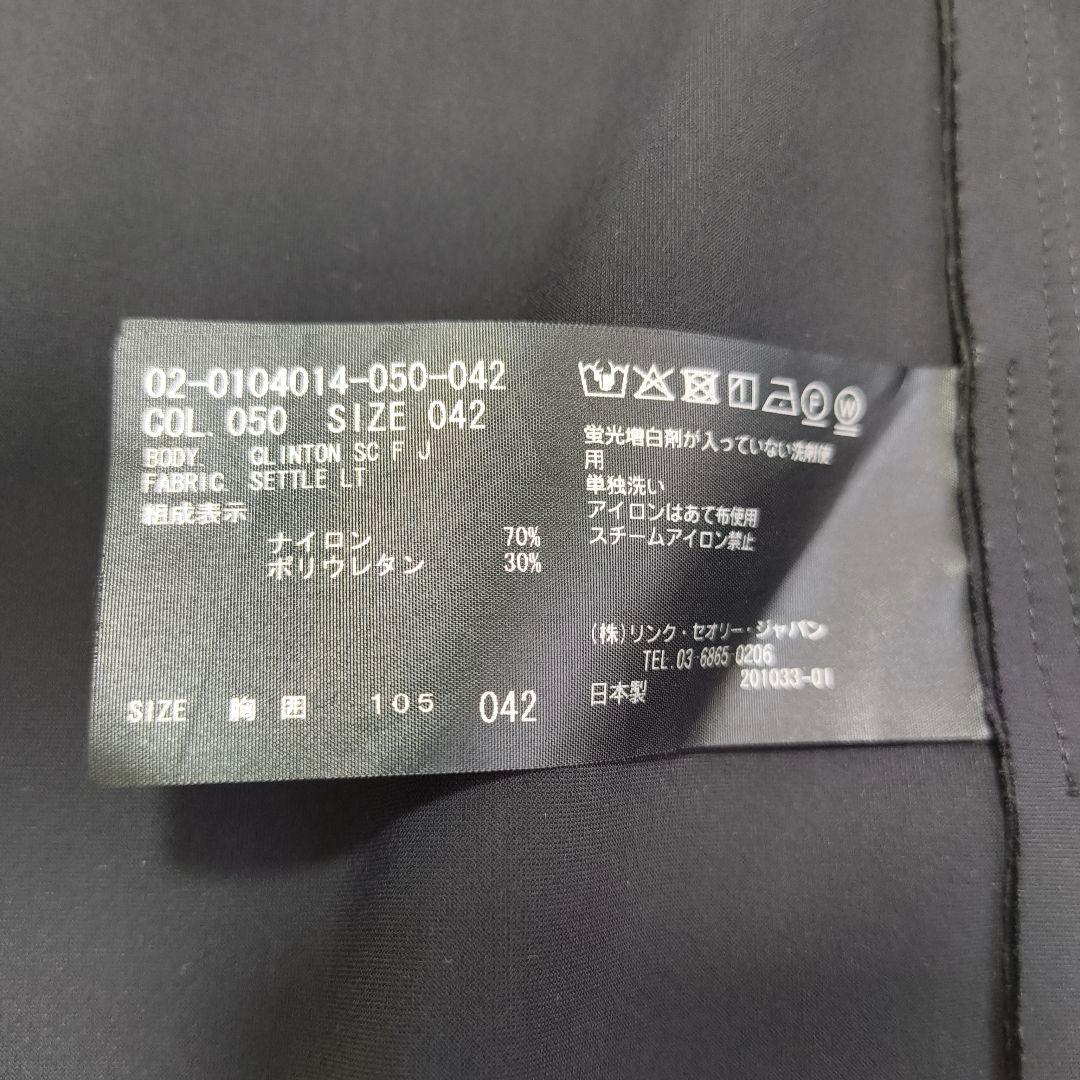 02-0104014-050-042
COL. 050 SIZE 042
BODY CLINTON SC F J
FABRIC SETTLE LT
組成表示
ナイロン 70%
ポリウレタン 30%
SIZE 胸囲 105 042
F W
蛍光増白剤が入っていない洗剤使
用
単独洗い
アイロンはあて布使用
スチームアイロン禁止
(株)リンク・セオリー・ジャパン
TEL.03-6865-0206
201033-01
日本製